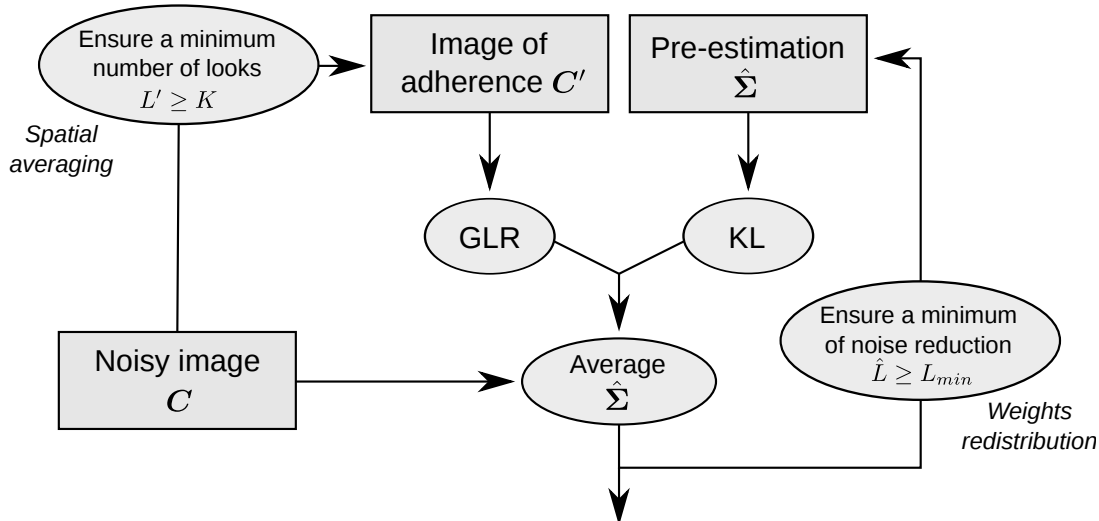 Ensure a minimum
number of looks
L′ ≥ K
Spatial
averaging
Image of
adherence C′
Pre-estimation
Σ̂
GLR
KL
Noisy image
C
Average
Σ̂
Ensure a minimum
of noise reduction
L̂ ≥ Lmin
Weights
redistribution